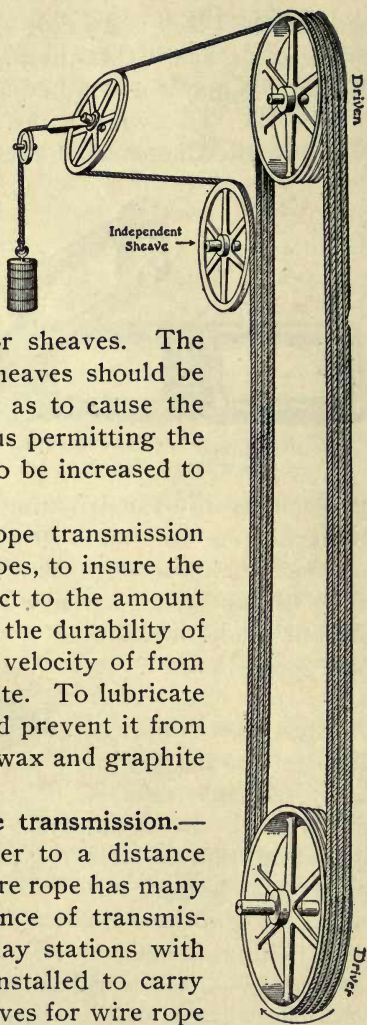 Driven
Independent
Sheave
or sheaves. The
heaves should be
as to cause the
us permitting the
o be increased to
ope transmission
pes, to insure the
ct to the amount
the durability of
velocity of from
te. To lubricate
d prevent it from
wax and graphite
e transmission.—
er to a distance
re rope has many
nce of transmis-
ay stations with
nstalled to carry
ves for wire rope
Driver